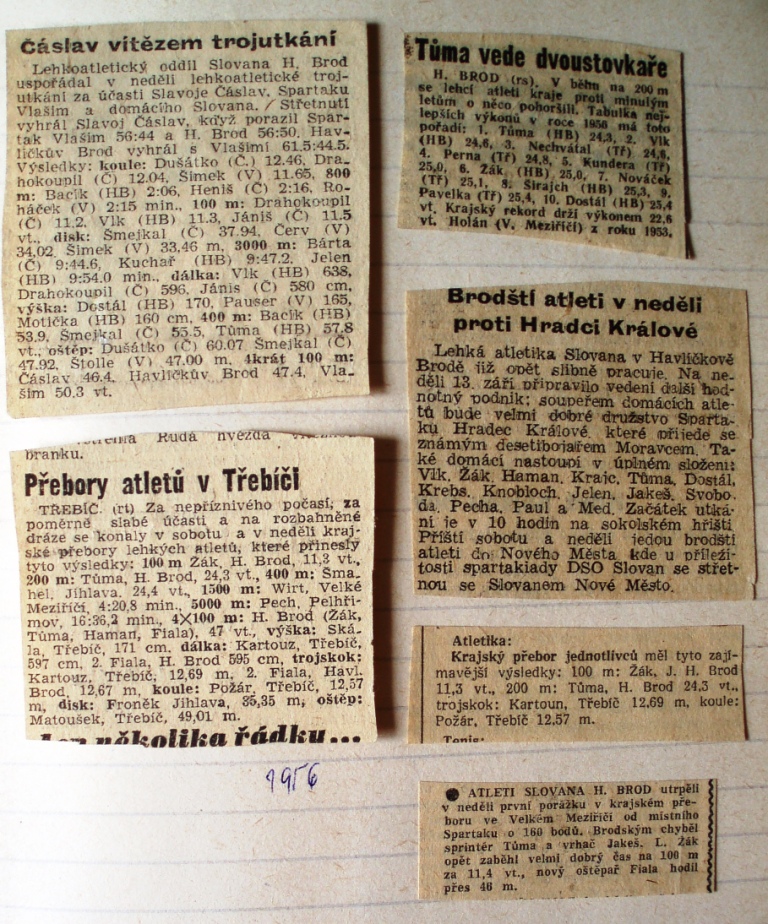 Čáslav vítězem trojutkání
Lehkoatletický oddíl Slovana H. Brod
uspořádal v neděli lehkoatletické troj-
utkání za účasti Slavoje Čáslav, Spartaku
Vlašim a domácího Slovana. / Střetnutí
vyhrál Slavoj Čáslav, když porazil Spar-
tak Vlašim 56:44 a H. Brod 56:50. Hav-
líčkův Brod vyhrál s Vlašimí 61.5:44.5.
Výsledky: koule: Dušátko (Č.) 12.46, Dra-
hokoupil (Č) 12.04, Šimek (V) 11.65, 800
m: Bacík (HB) 2:06, Heniš (Č) 2:16, Ro-
háček (V) 2:15 min., 100 m: Drahokoupil
(Č) 11.2, Vlk (HB) 11.3, Jániš (Č) 11.5
vt., disk: Smejkal (Č) 37.94, Červ (V)
34,02, Šimek (V) 33,46 m, 3000 m: Bárta
(Č) 9:44.6, Kuchař (HB) 9:47.2, Jelen
(HB) 9:54.0 min., dálka: Vlk (HB) 638,
Drahokoupil (Č) 596, Jánis (Č) 580 cm,
výška: Dostál (HB) 170, Pauser (V) 165,
Motička (HB) 160 cm, 400 m: Bacík (HB)
53.9, Smejkal (Č) 55.5, Tůma (HB) 57.8
vt., oštěp: Dušátko (Č) 60.07 Smejkal (Č)
47.92, Štolle (V) 47.00 m, 4krát 100 m:
Čáslav 46.4, Havlíčkův Brod 47.4, Vla-
šim 50.3 vt.
Tůma vede dvoustovkaře
H. BROD (rs). V běhu na 200 m
se lehcí atleti kraje proti minulým
letům o něco pohoršili. Tabulka nej-
lepších výkonů v roce 1956 má toto
pořadí: 1. Tůma (HB) 24,3, 2. Vlk
(HB) 24,6, 3. Nechvátal (Tř) 24,6,
4. Perna (Tř) 24,8, 5. Kundera (Tř)
25,0, 6. Žák, (HB) 25,0, 7. Nováček
(Tř) 25,1, 8. Širajch (HB) 25,3, 9.
Pavelka (Tř) 25,4, 10. Dostál (HB) 25,4
vt. Krajský rekord drží výkonem 22,6
vt. Holán (V. Meziříčí) z roku 1953.
Brodští atleti v neděli
proti Hradci Králové
Lehká atletika Slovana v Havlíčkově
Brodě již opět slibně pracuje. Na ne-
děli 13. září připravilo vedení další hod-
notný podnik: soupeřem domácích atle-
tů bude velmi dobré družstvo Sparta-
ku Hradec Králové, které přijede se
známým desetibojařem Moravcem. Ta-
ké domácí nastoupí v úplném složení:
Vlk, Žák, Haman, Krajc, Tůma, Dostál,
Krebs, Knobloch, Jelen, Jakeš, Svobo-
da, Pecha, Paul a Med. Začátek utká-
ní je v 10 hodin na sokolském hřišti.
Příští sobotu a neděli jedou brodští
atleti do Nového Města kde u příleži-
tosti spartakiady DSO Slovan se střet-
nou se Slovanem Nové Město.
Rudá hvězda
branku.
Přebory atletů v Třebíči
TŘEBÍČ. (rt) Za nepříznivého počasí, za
poměrně slabé účasti a na rozbahněné
dráze se konaly v sobotu a v neděli kraj-
ské přebory lehkých atletů, které přinesly
tyto výsledky: 100 m Žák, H. Brod, 11,3 vt.,
200 m: Tůma, H. Brod, 24,3 vt., 400 m: Sma-
hel, Jihlava, 24,4 vt., 1500 m: Wirt, Velké
Meziříčí, 4:20,8 min., 5000 m: Pech, Pelhři-
mov, 16:36,2 min., 4×100 m: H. Brod (Žák,
Tůma, Haman, Fiala), 47 vt., výška: Ská-
la, Třebíč, 171 cm, dálka: Kartouz, Třebíč,
597 cm, 2. Fiala, H. Brod 595 cm, trojskok:
Kartouz, Třebíč, 12,69 m, 2. Fiala, Havl.
Brod, 12,67 m, koule: Požár, Třebíč, 12,57
m, disk: Froněk Jihlava, 35,35 m, oštěp:
Matoušek, Třebíč, 49,01 m.
několika řádku...
Atletika:
Krajský přebor jednotlivců měl tyto zají-
mavější výsledky: 100 m: Žák, J. H. Brod
11,3 vt., 200 m: Tůma, H. Brod 24,3 vt.,
trojskok: Kartoun, Třebíč 12,69 m, koule:
Požár, Třebíč 12,57 m.
Tenis:
1956
● ATLETI SLOVANA H. BROD utrpěli
v neděli první porážku v krajském pře-
boru ve Velkém Meziříčí od místního
Spartaku o 160 bodů. Brodským chyběl
sprintér Tůma a vrhač Jakeš. L. Žák
opět zaběhl velmi dobrý čas na 100 m
za 11,4 vt., nový oštěpař Fiala hodil
přes 46 m.